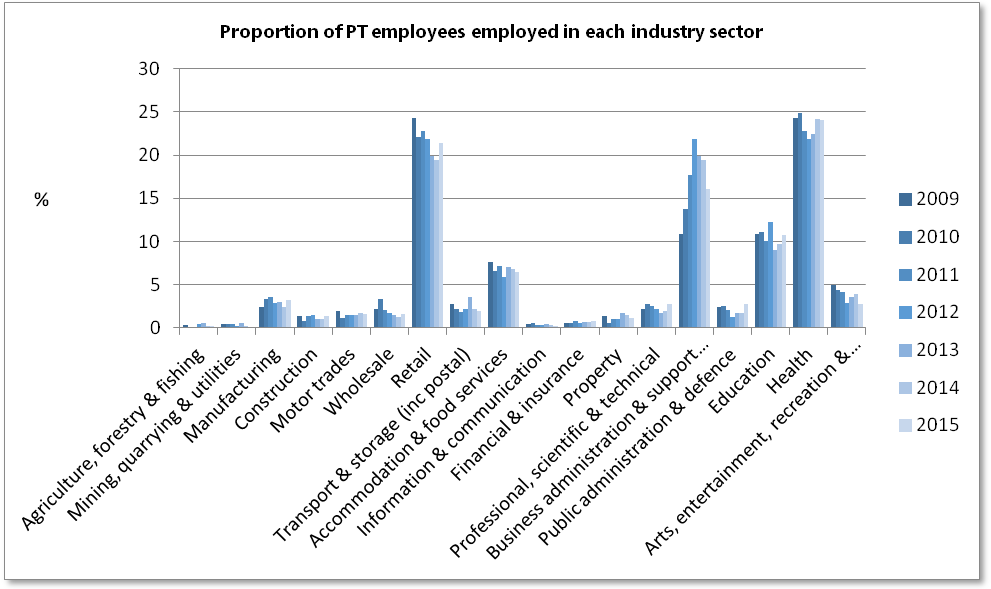 Proportion of PT employees employed in each industry sector
30
25
20
15
10
5
0
%
Agriculture, forestry & fishing
Mining, quarrying & utilities
Manufacturing
Construction
Motor trades
Wholesale
Retail
Transport & storage (inc postal)
Accommodation & food services
Information & communication
Financial & insurance
Property
Professional, scientific & technical
Business administration & support...
Public administration & defence
Education
Health
Arts, entertainment, recreation &...
2009
2010
2011
2012
2013
2014
2015